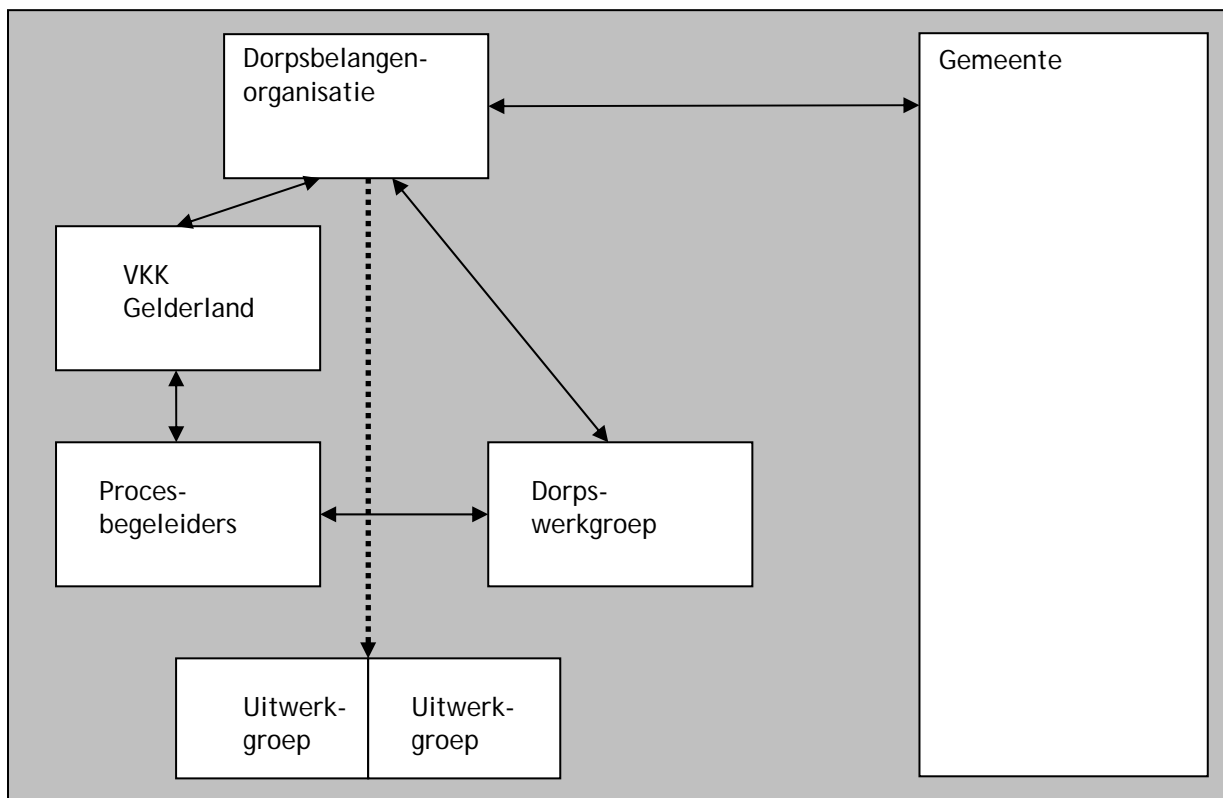 Dorpsbelangen-
organisatie
Gemeente
VKK
Gelderland
Proces-
begeleiders
Dorps-
werkgroep
Uitwerk-
groep
Uitwerk-
groep